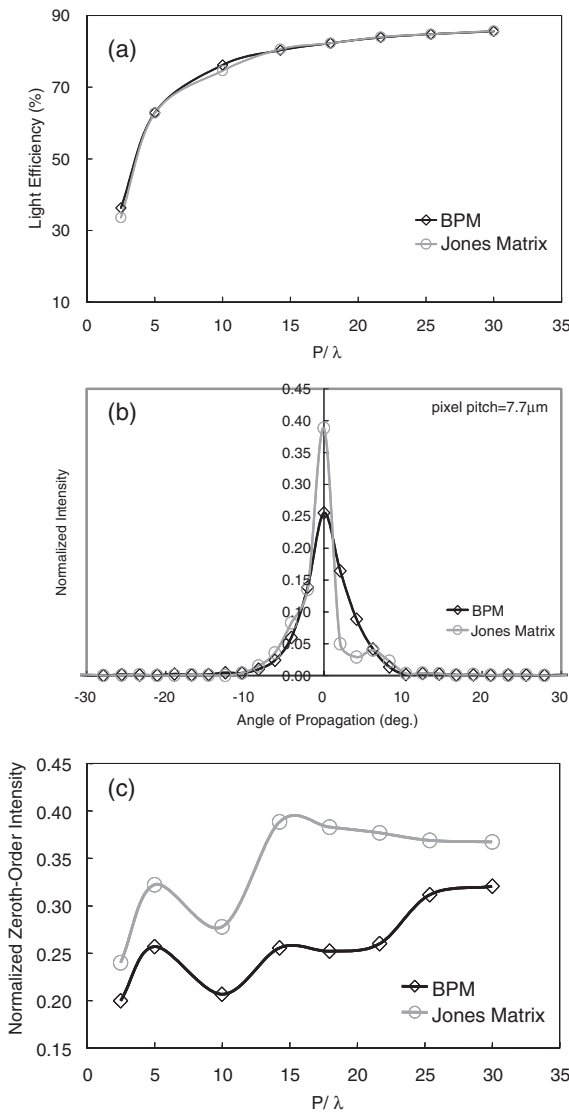 (a)
90
70
50
30
10
Light Efficiency (%)
BPM
Jones Matrix
0 5 10 15 20 25 30 35
P/ λ
(b)
pixel pitch=7.7μm
0.45
0.40
0.35
0.30
0.25
0.20
0.15
0.10
0.05
0.00
Normalized Intensity
BPM
Jones Matrix
-30 -20 -10 0 10 20 30
Angle of Propagation (deg.)
(c)
0.45
0.40
0.35
0.30
0.25
0.20
0.15
Normalized Zeroth-Order Intensity
BPM
Jones Matrix
0 5 10 15 20 25 30 35
P/ λ